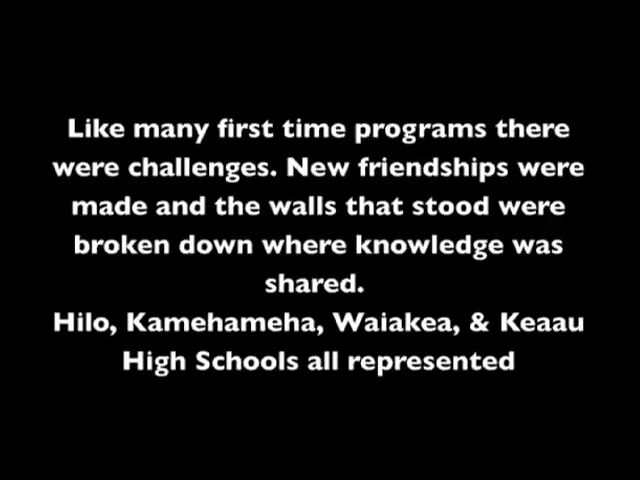 Like many first time programs there
were challenges. New friendships were
made and the walls that stood were
broken down where knowledge was
shared.
Hilo, Kamehameha, Waiakea, & Keaau
High Schools all represented